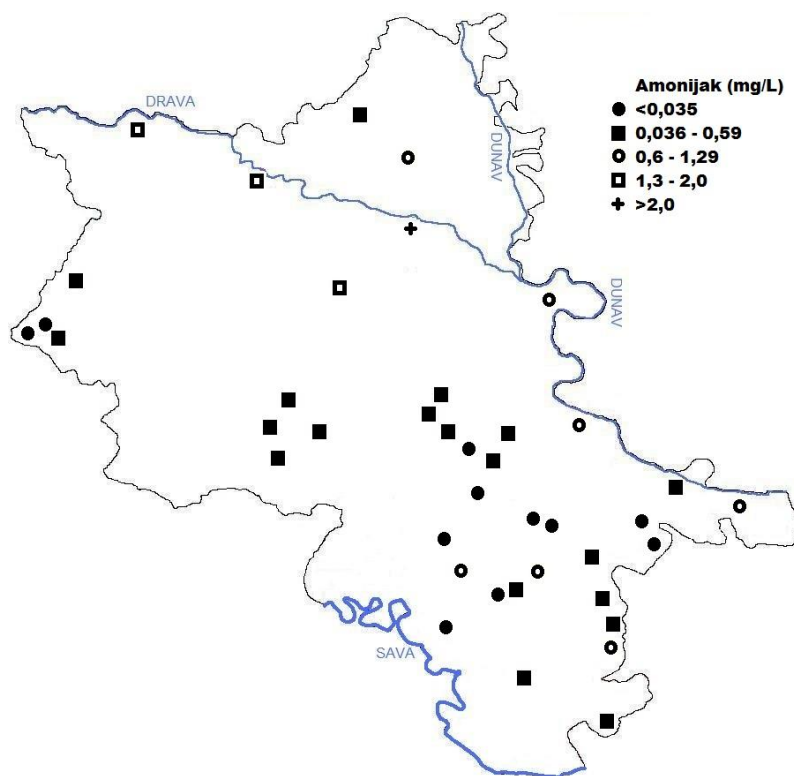 Amonijak (mg/L)
<0,035
0,036 - 0,59
0,6 - 1,29
1,3 - 2,0
>2,0
DRAVA
DUNAV
DUNAV
SAVA